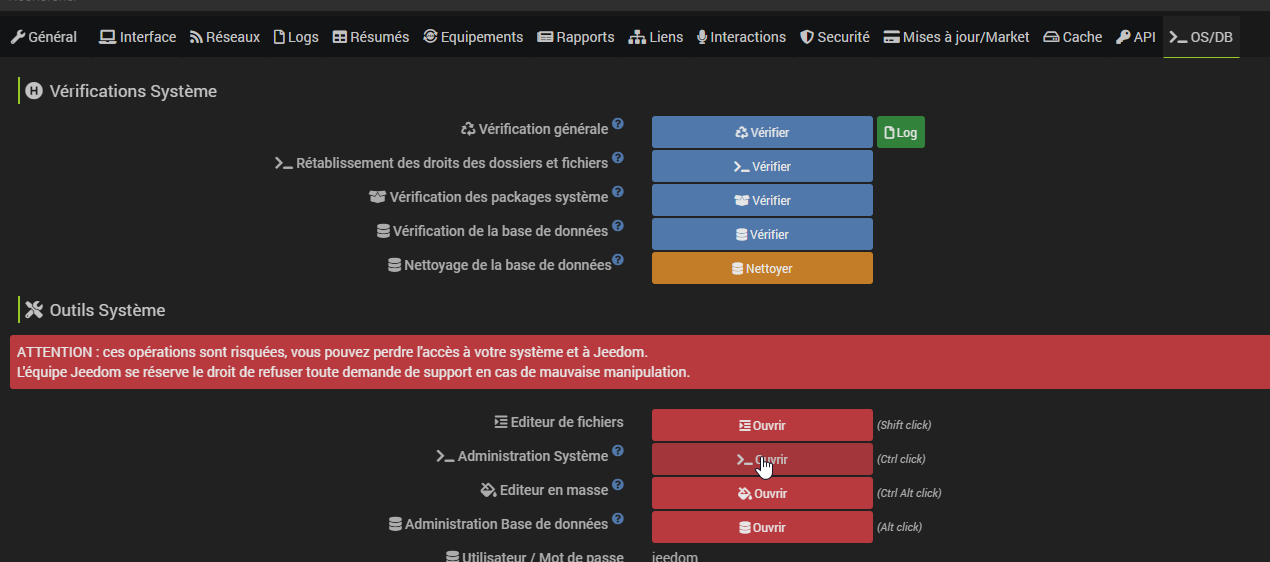 Général Interface Réseaux Logs Résumés Equipements Rapports Liens Interactions Securité Mises à jour/Market Cache API OS/DB
Vérifications Système
Vérification générale Vérifier Log
Rétablissement des droits des dossiers et fichiers Vérifier
Vérification des packages système Vérifier
Vérification de la base de données Vérifier
Nettoyage de la base de données Nettoyer
Outils Système
ATTENTION : ces opérations sont risquées, vous pouvez perdre l'accès à votre système et à Jeedom.
L'équipe Jeedom se réserve le droit de refuser toute demande de support en cas de mauvaise manipulation.
Editeur de fichiers Ouvrir (Shift click)
Administration Système Ouvrir (Ctrl click)
Editeur en masse Ouvrir (Ctrl Alt click)
Administration Base de données Ouvrir (Alt click)
Utilisateur / Mot de passe jeedom